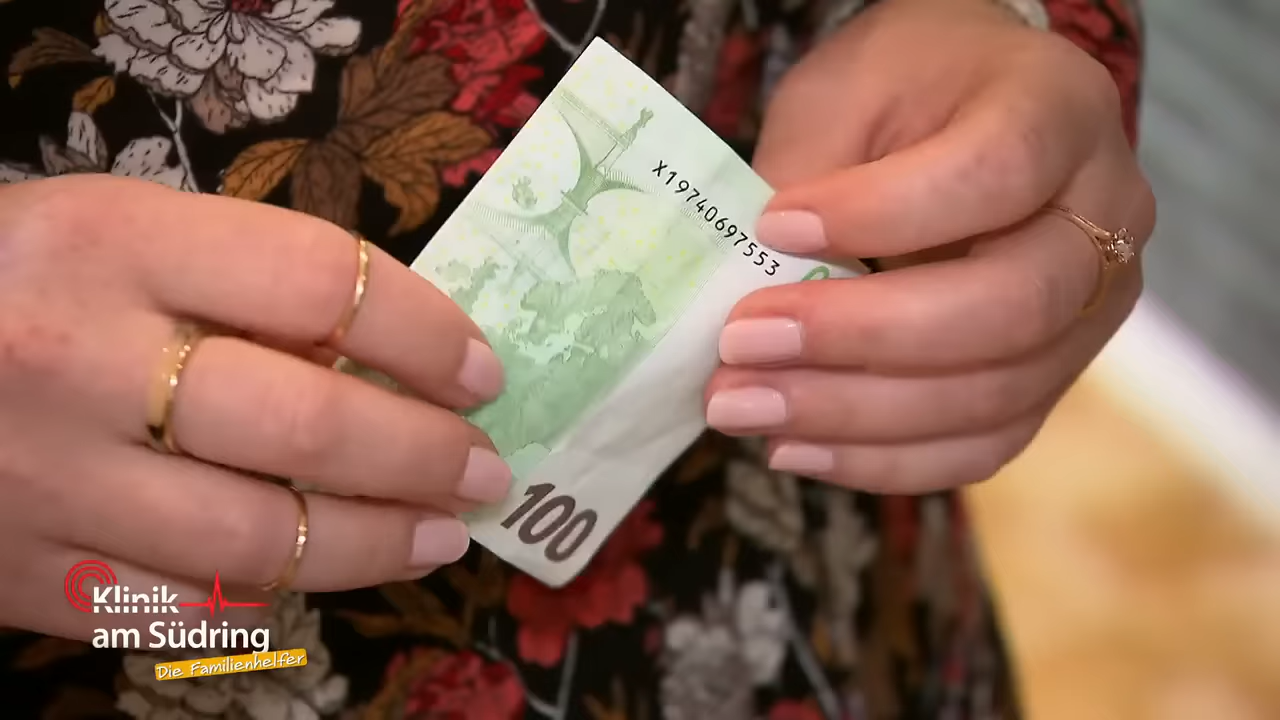 X19740697553
100
Klinik
am Südring
Die Familienhelfer